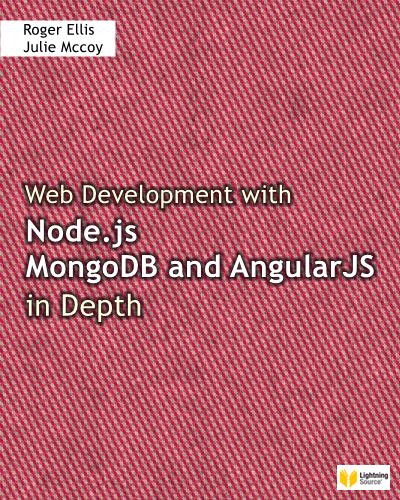 Roger Ellis
Julie Mccoy
Web Development with
Node.js
MongoDB and AngularJS
in Depth
Lightning
Source®